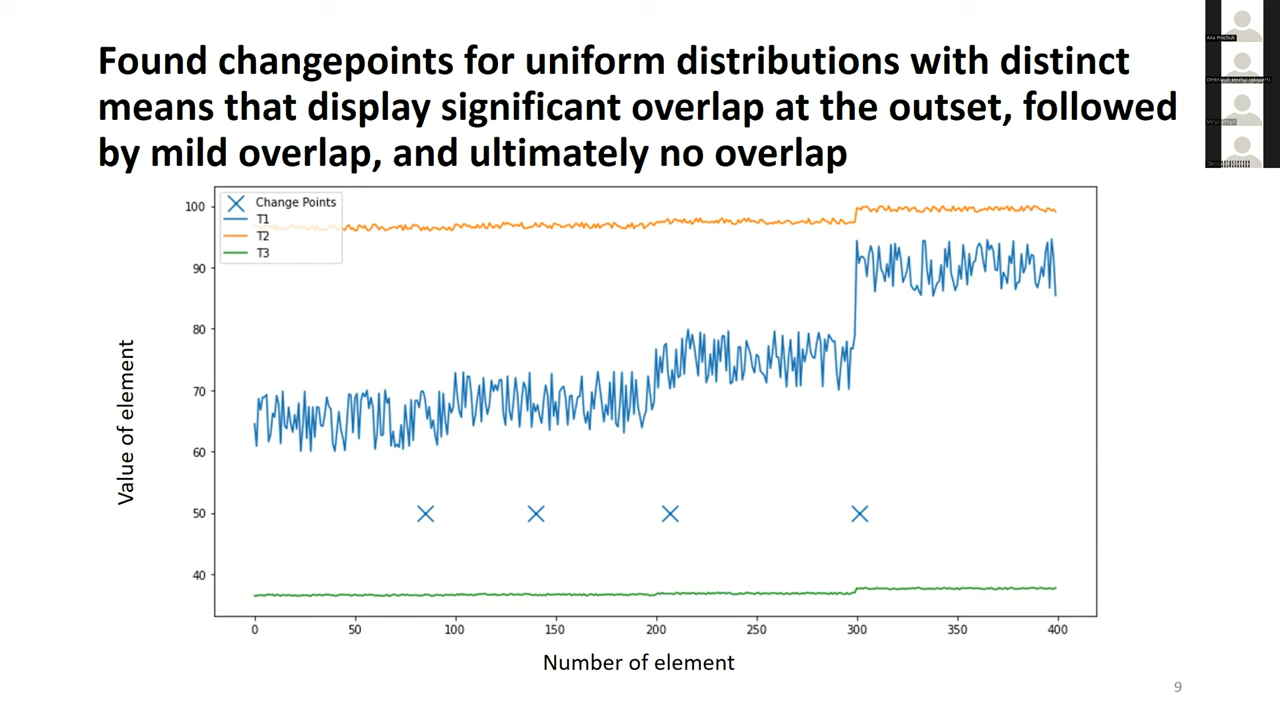 Found changepoints for uniform distributions with distinct
means that display significant overlap at the outset, followed
by mild overlap, and ultimately no overlap
Change Points
T1
T2
T3
100
90
80
70
60
50
40
Value of element
0 50 100 150 200 250 300 350 400
Number of element
9
Alla Pinchuk